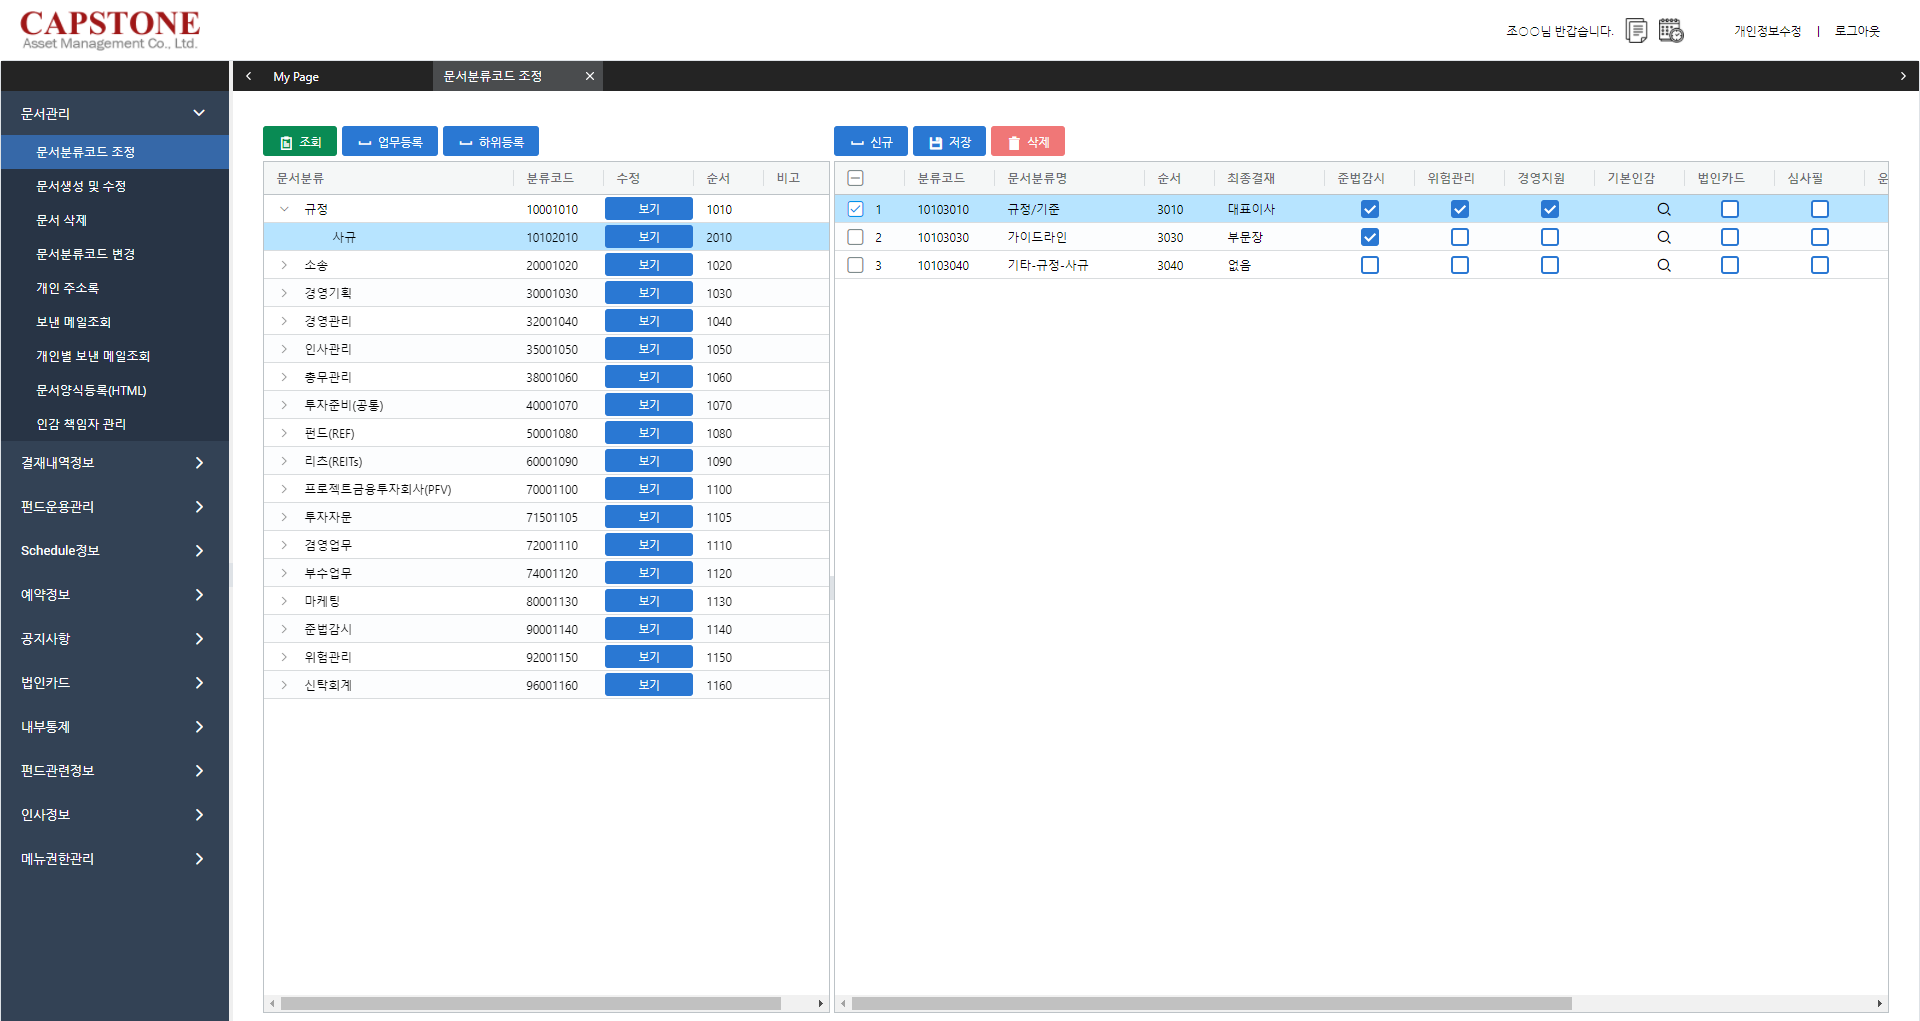 CAPSTONE
Asset Management Co., Ltd.
조○○님 반갑습니다.
개인정보수정 | 로그아웃
My Page
문서분류코드 조정
문서관리
문서분류코드 조정
문서생성 및 수정
문서 삭제
문서분류코드 변경
개인 주소록
보낸 메일조회
개인별 보낸 메일조회
문서양식등록(HTML)
인감 책임자 관리
결재내역정보
펀드운용관리
Schedule정보
예약정보
공지사항
법인카드
내부통제
펀드관련정보
인사정보
메뉴권한관리
조회 업무등록 하위등록
문서분류 분류코드 수정 순서 비고
규정 10001010 보기 1010
사규 10102010 보기 2010
소송 20001020 보기 1020
경영기획 30001030 보기 1030
경영관리 32001040 보기 1040
인사관리 35001050 보기 1050
총무관리 38001060 보기 1060
투자준비(공통) 40001070 보기 1070
펀드(REF) 50001080 보기 1080
리츠(REITs) 60001090 보기 1090
프로젝트금융투자회사(PFV) 70001100 보기 1100
투자자문 71501105 보기 1105
겸영업무 72001110 보기 1110
부수업무 74001120 보기 1120
마케팅 80001130 보기 1130
준법감시 90001140 보기 1140
위험관리 92001150 보기 1150
신탁회계 96001160 보기 1160
신규 저장 삭제
분류코드 문서분류명 순서 최종결재 준법감시 위험관리 경영지원 기본인감 법인카드 심사필 운
1 10103010 규정/기준 3010 대표이사
2 10103030 가이드라인 3030 부문장
3 10103040 기타-규정-사규 3040 없음